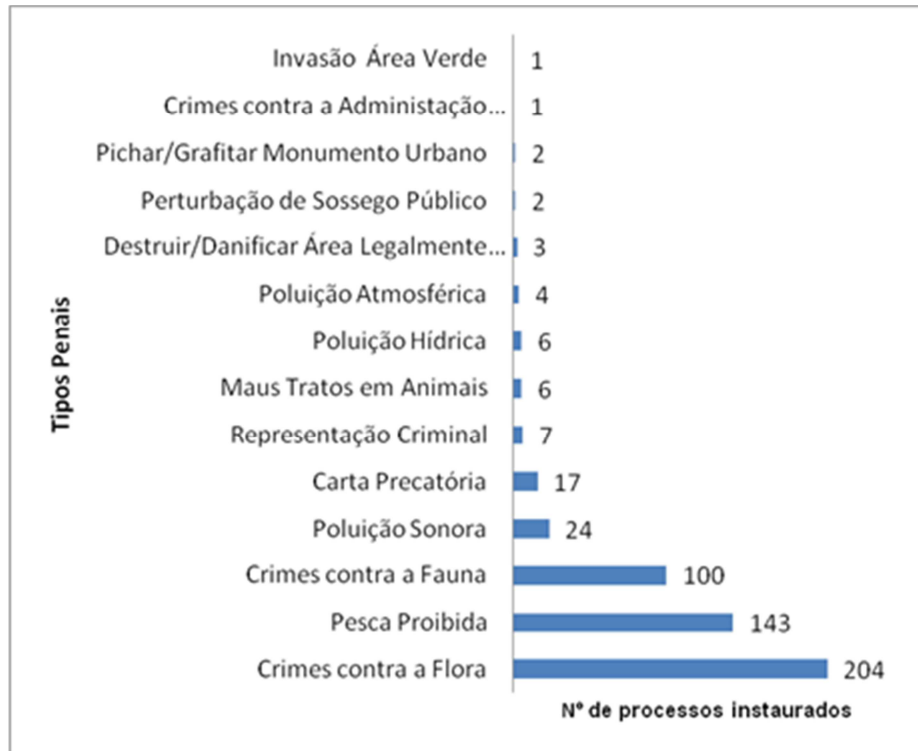 Invasão Área Verde 1
Crimes contra a Administação... 1
Pichar/Grafitar Monumento Urbano 2
Perturbação de Sossego Público 2
Destruir/Danificar Área Legalmente... 3
Poluição Atmosférica 4
Poluição Hídrica 6
Maus Tratos em Animais 6
Representação Criminal 7
Carta Precatória 17
Poluição Sonora 24
Crimes contra a Fauna 100
Pesca Proibida 143
Crimes contra a Flora 204
Tipos Penais
N° de processos instaurados